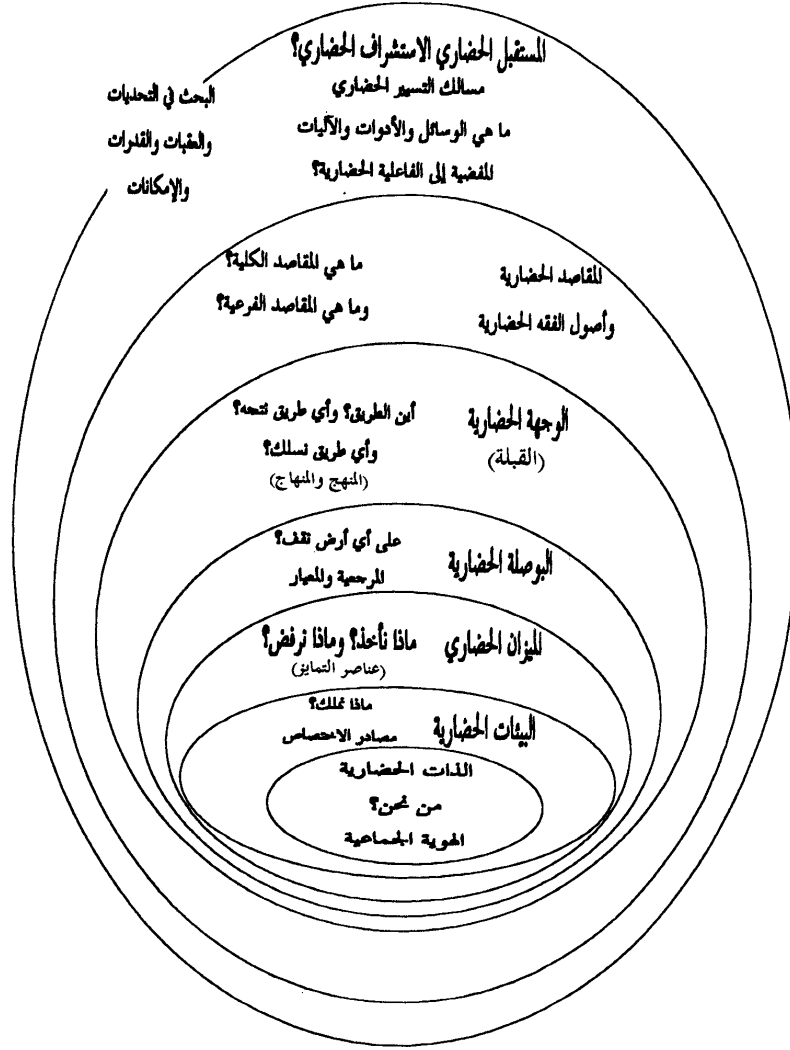 المستقبل الحضاري الاستشراف الحضاري؟
مسالك التسيير الحضاري
ما هي الوسائل والأدوات والآليات
المفضية إلى الفاعلية الحضارية؟
البحث في التحديات
والعقبات والقدرات
والإمكانات
المقاصد الحضارية
وأصول الفقه الحضارية
ما هي المقاصد الكلية؟
وما هي المقاصد الفرعية؟
الوجهة الحضارية
(القبلة)
أين الطريق؟ وأي طريق نتجه؟
وأي طريق نسلك؟
(المنهج والمنهاج)
البوصلة الحضارية
على أي أرض نقف؟
المرجعية والمعيار
الميزان الحضاري
ماذا نأخذ؟ وماذا نرفض؟
(عناصر التمايز)
البيئات الحضارية
ماذا نملك؟
مصادر الاختصاص
الذات الحضارية
من نحن؟
الهوية الجماعية